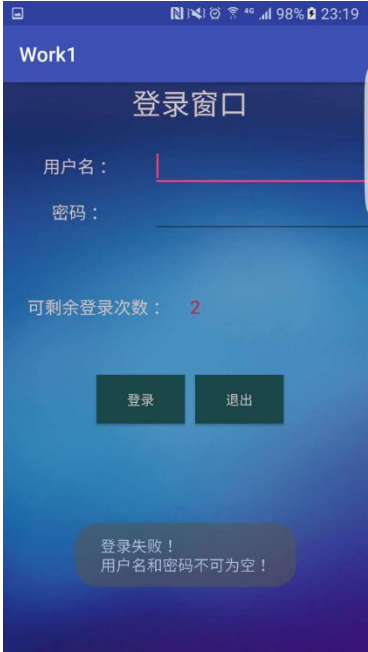 4G 98% 23:19
Work1
登录窗口
用户名：
密码：
可剩余登录次数： 2
登录 退出
登录失败！
用户名和密码不可为空！